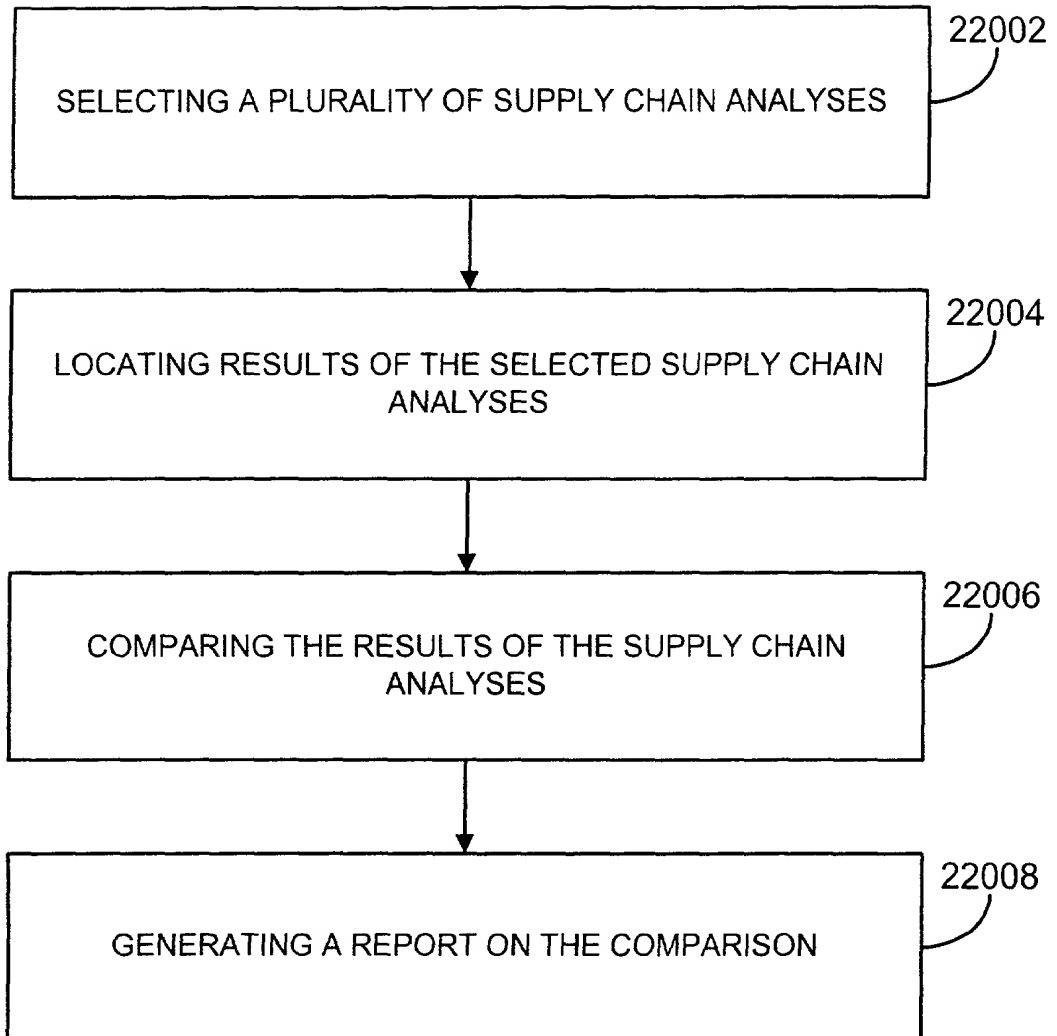 22002
SELECTING A PLURALITY OF SUPPLY CHAIN ANALYSES
22004
LOCATING RESULTS OF THE SELECTED SUPPLY CHAIN
ANALYSES
22006
COMPARING THE RESULTS OF THE SUPPLY CHAIN
ANALYSES
22008
GENERATING A REPORT ON THE COMPARISON